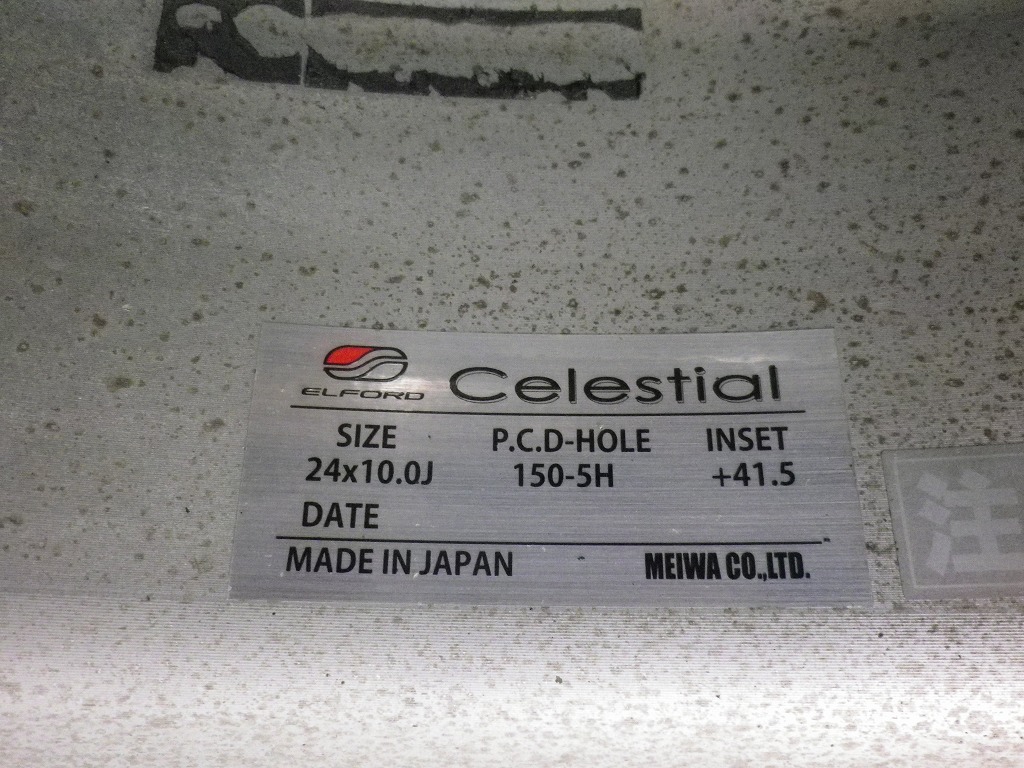 ELFORD Celestial
SIZE P.C.D-HOLE INSET
24x10.0J 150-5H +41.5
DATE
MADE IN JAPAN MEIWA CO.,LTD.
注